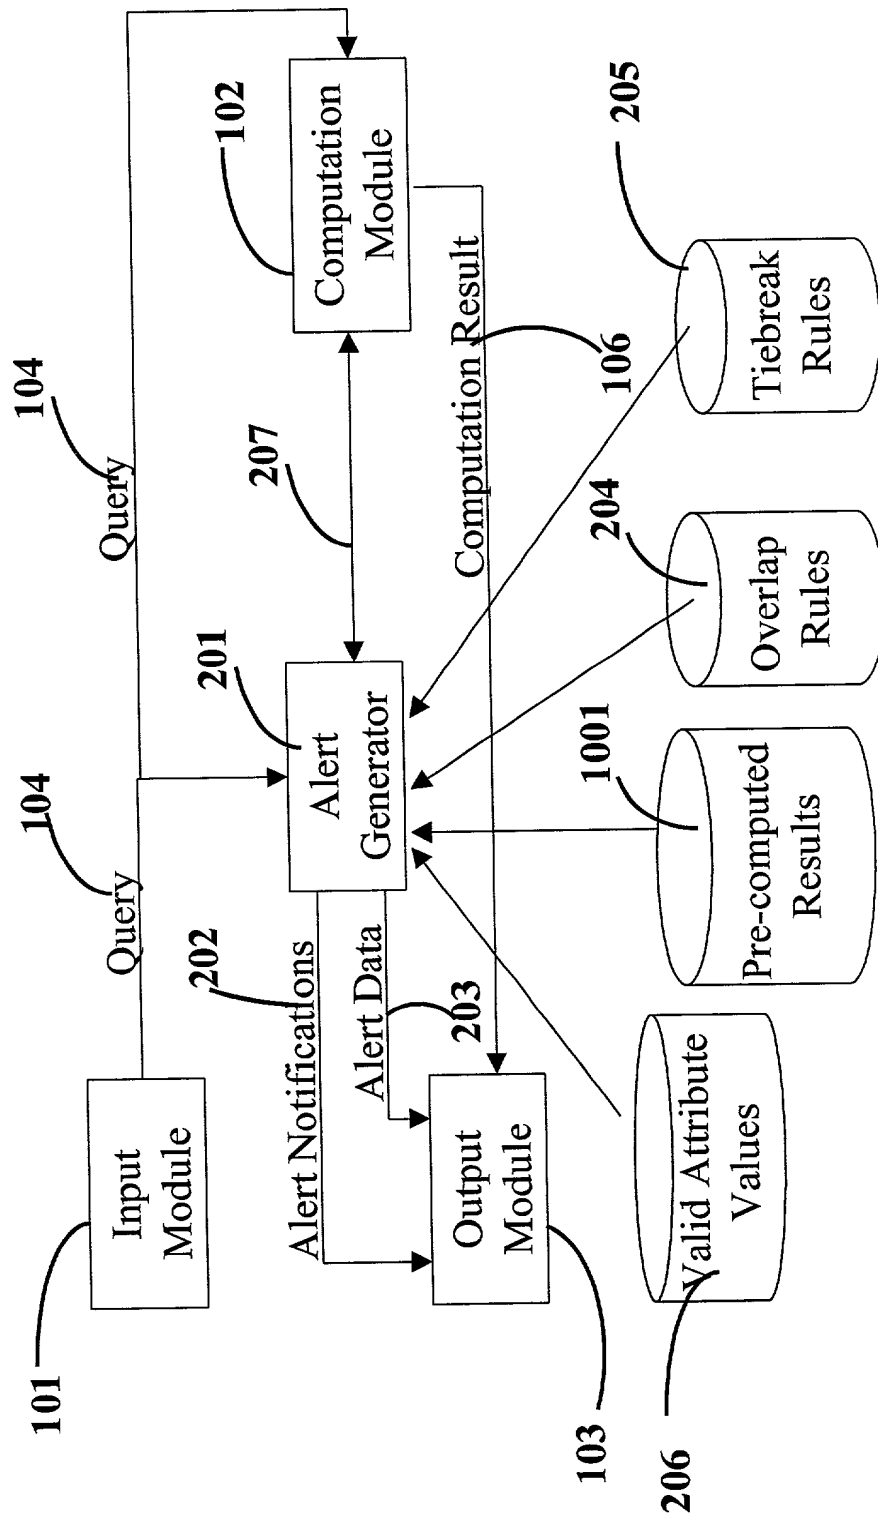 101
Input
Module
Query
104
Query
104
102
Computation
Module
Alert Notifications
202
Alert Data
203
201
Alert
Generator
207
Computation Result
106
Output
Module
103
Valid Attribute
Values
206
Pre-computed
Results
1001
Overlap
Rules
204
Tiebreak
Rules
205